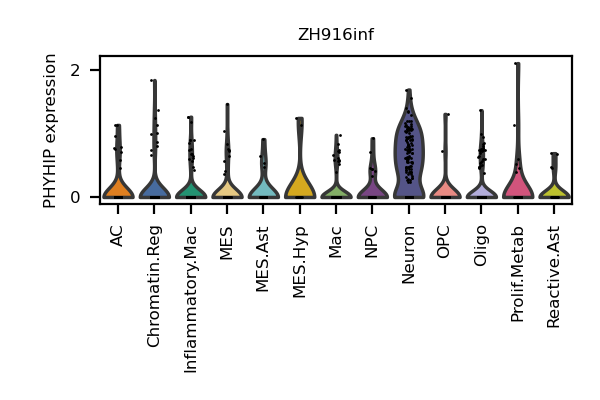 ZH916inf
PHYHIP expression
2
0
AC
Chromatin.Reg
Inflammatory.Mac
MES
MES.Ast
MES.Hyp
Mac
NPC
Neuron
OPC
Oligo
Prolif.Metab
Reactive.Ast